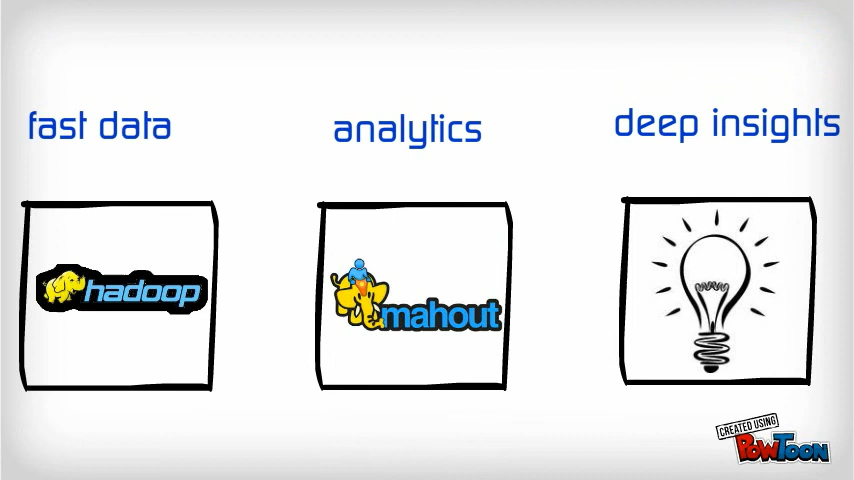 fast data
analytics
deep insights
hadoop
mahout
CREATED USING
POWTOON